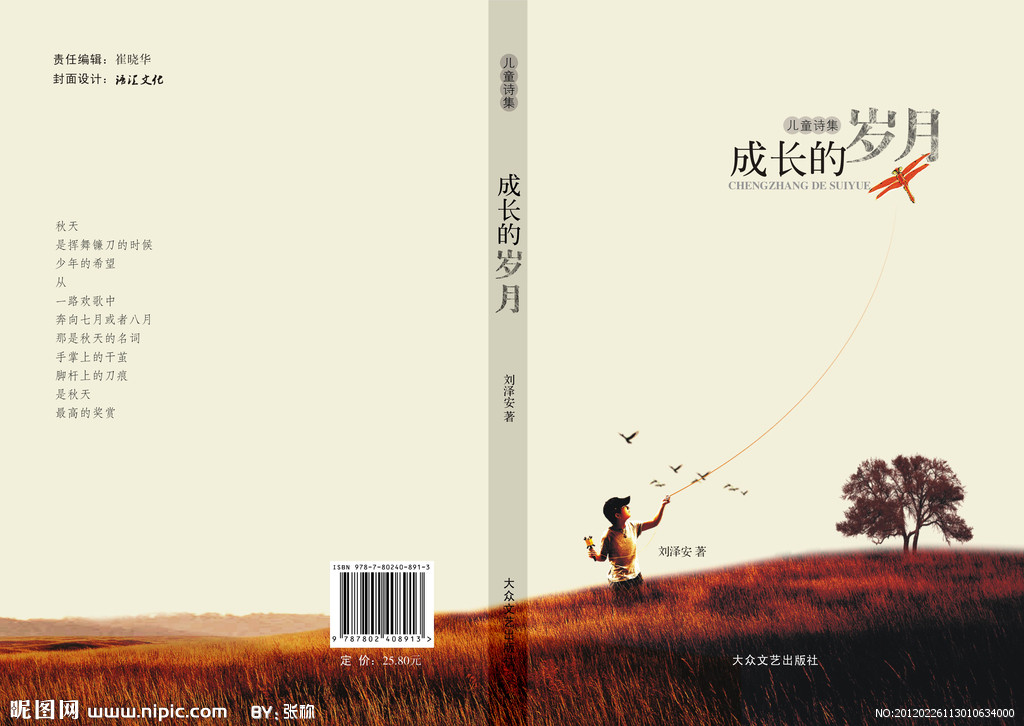 责任编辑：崔晓华
封面设计：语汇文化
秋天
是挥舞镰刀的时候
少年的希望
从
一路欢歌中
奔向七月或者八月
那是秋天的名词
手掌上的干茧
脚杆上的刀痕
是秋天
最高的奖赏
ISBN 978-7-80240-891-3
9 787802 408913 >
定 价：25.80元
儿童诗集
成长的岁月
刘泽安 著
大众文艺出版社
儿童诗集
成长的岁月
CHENGZHANG DE SUIYUE
刘泽安 著
大众文艺出版社
昵图网 www.nipic.com BY: 张称
NO:20120226113010634000